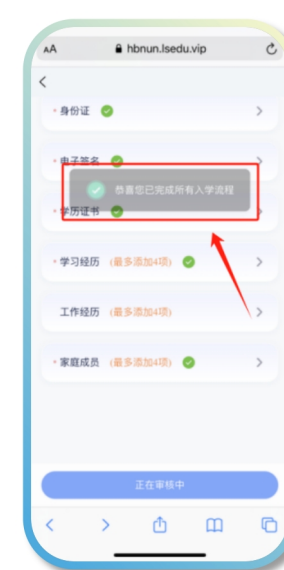 AA hbnun.lsedu.vip
* 身份证
* 电子签名
恭喜您已完成所有入学流程
* 学历证书
* 学习经历 (最多添加4项)
工作经历 (最多添加4项)
* 家庭成员 (最多添加4项)
正在审核中